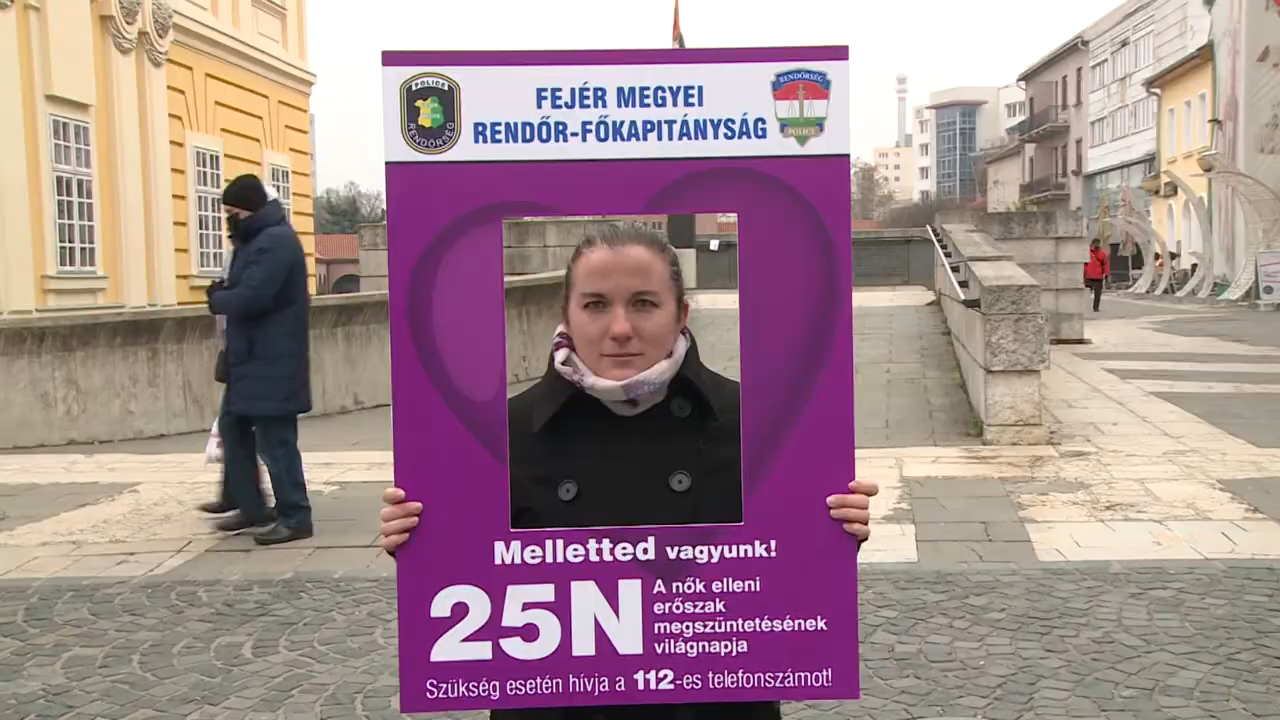 POLICE
RENDŐRSÉG
FEJÉR MEGYEI
RENDŐR-FŐKAPITÁNYSÁG
RENDŐRSÉG
POLICE
Melletted vagyunk!
25N
A nők elleni
erőszak
megszüntetésének
világnapja
Szükség esetén hívja a 112-es telefonszámot!